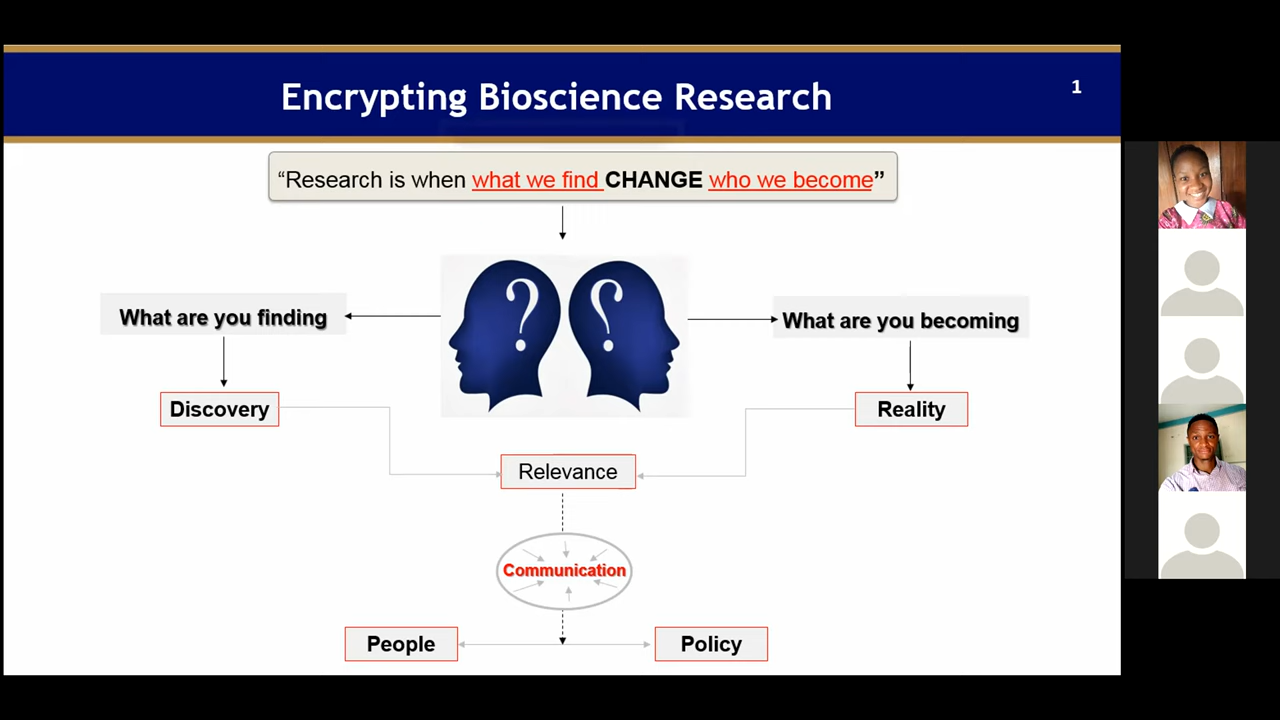 Encrypting Bioscience Research
1
“Research is when what we find CHANGE who we become”
? ?
What are you finding
What are you becoming
Discovery
Reality
Relevance
Communication
People
Policy